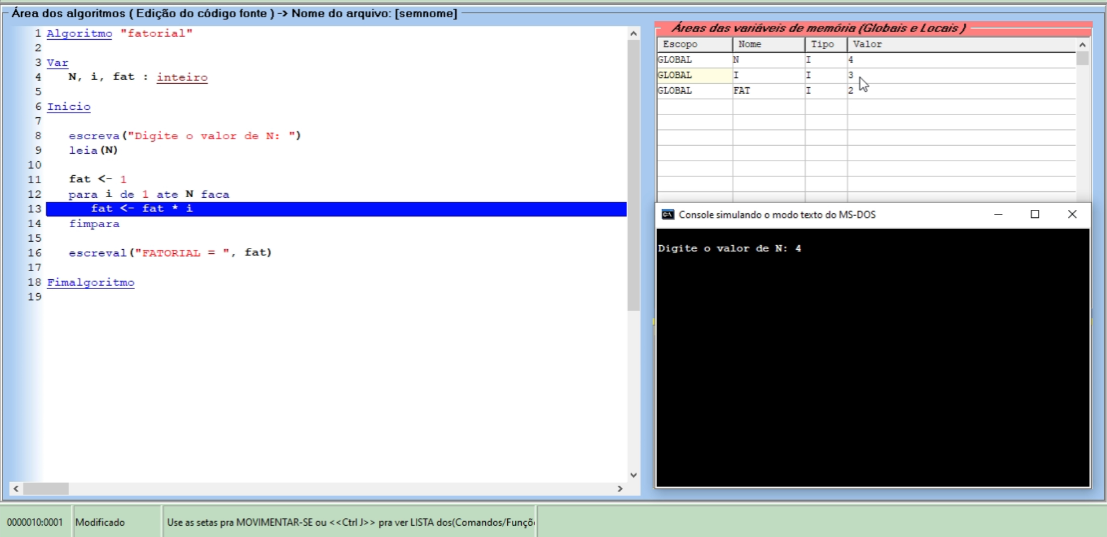 Área dos algoritmos ( Edição do código fonte ) -> Nome do arquivo: [semnome]
1 Algoritmo "fatorial"
2
3 Var
4 N, i, fat : inteiro
5
6 Inicio
7
8 escreva("Digite o valor de N: ")
9 leia(N)
10
11 fat <- 1
12 para i de 1 ate N faca
13 fat <- fat * i
14 fimpara
15
16 escreval("FATORIAL = ", fat)
17
18 Fimalgoritmo
19
Áreas das variáveis de memória (Globais e Locais )
Escopo Nome Tipo Valor
GLOBAL N I 4
GLOBAL I I 3
GLOBAL FAT I 2
Console simulando o modo texto do MS-DOS
Digite o valor de N: 4
0000010:0001 Modificado Use as setas pra MOVIMENTAR-SE ou <<Ctrl J>> pra ver LISTA dos(Comandos/Funçõ